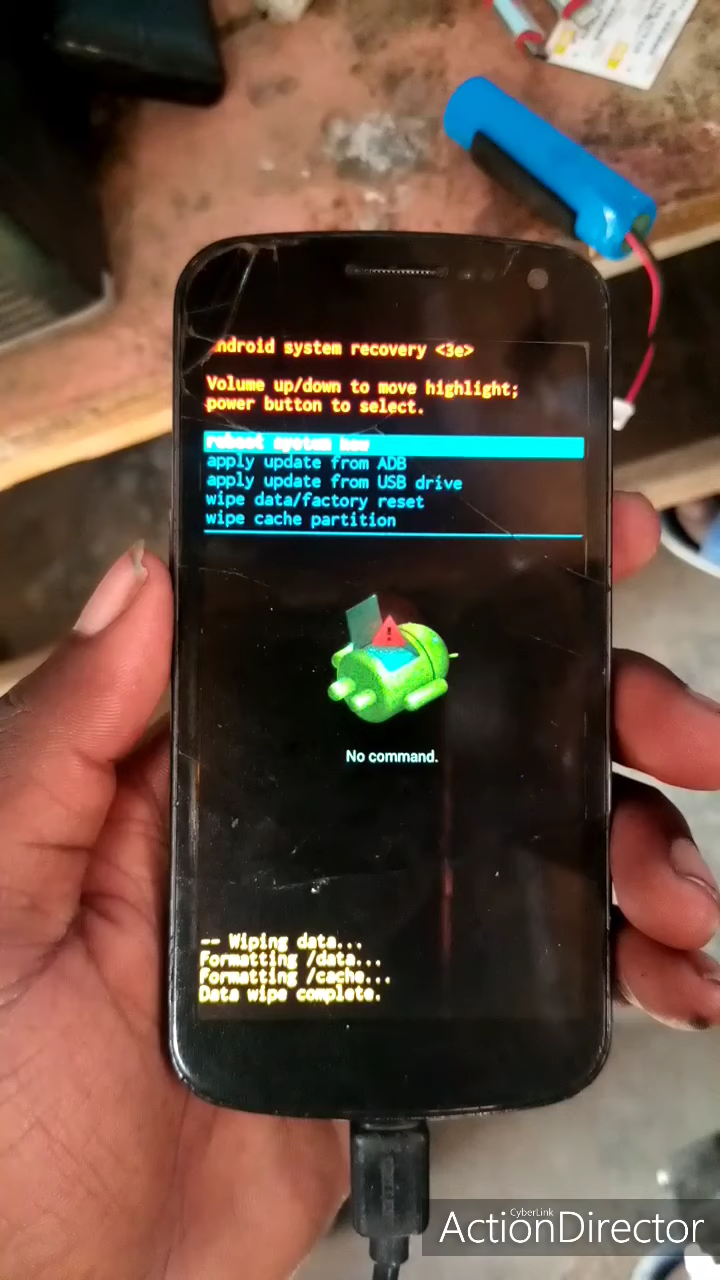 Android system recovery <3e>
Volume up/down to move highlight;
power button to select.
reboot system now
apply update from ADB
apply update from USB drive
wipe data/factory reset
wipe cache partition
!
No command.
-- Wiping data...
Formatting /data...
Formatting /cache...
Data wipe complete.
CyberLink
ActionDirector